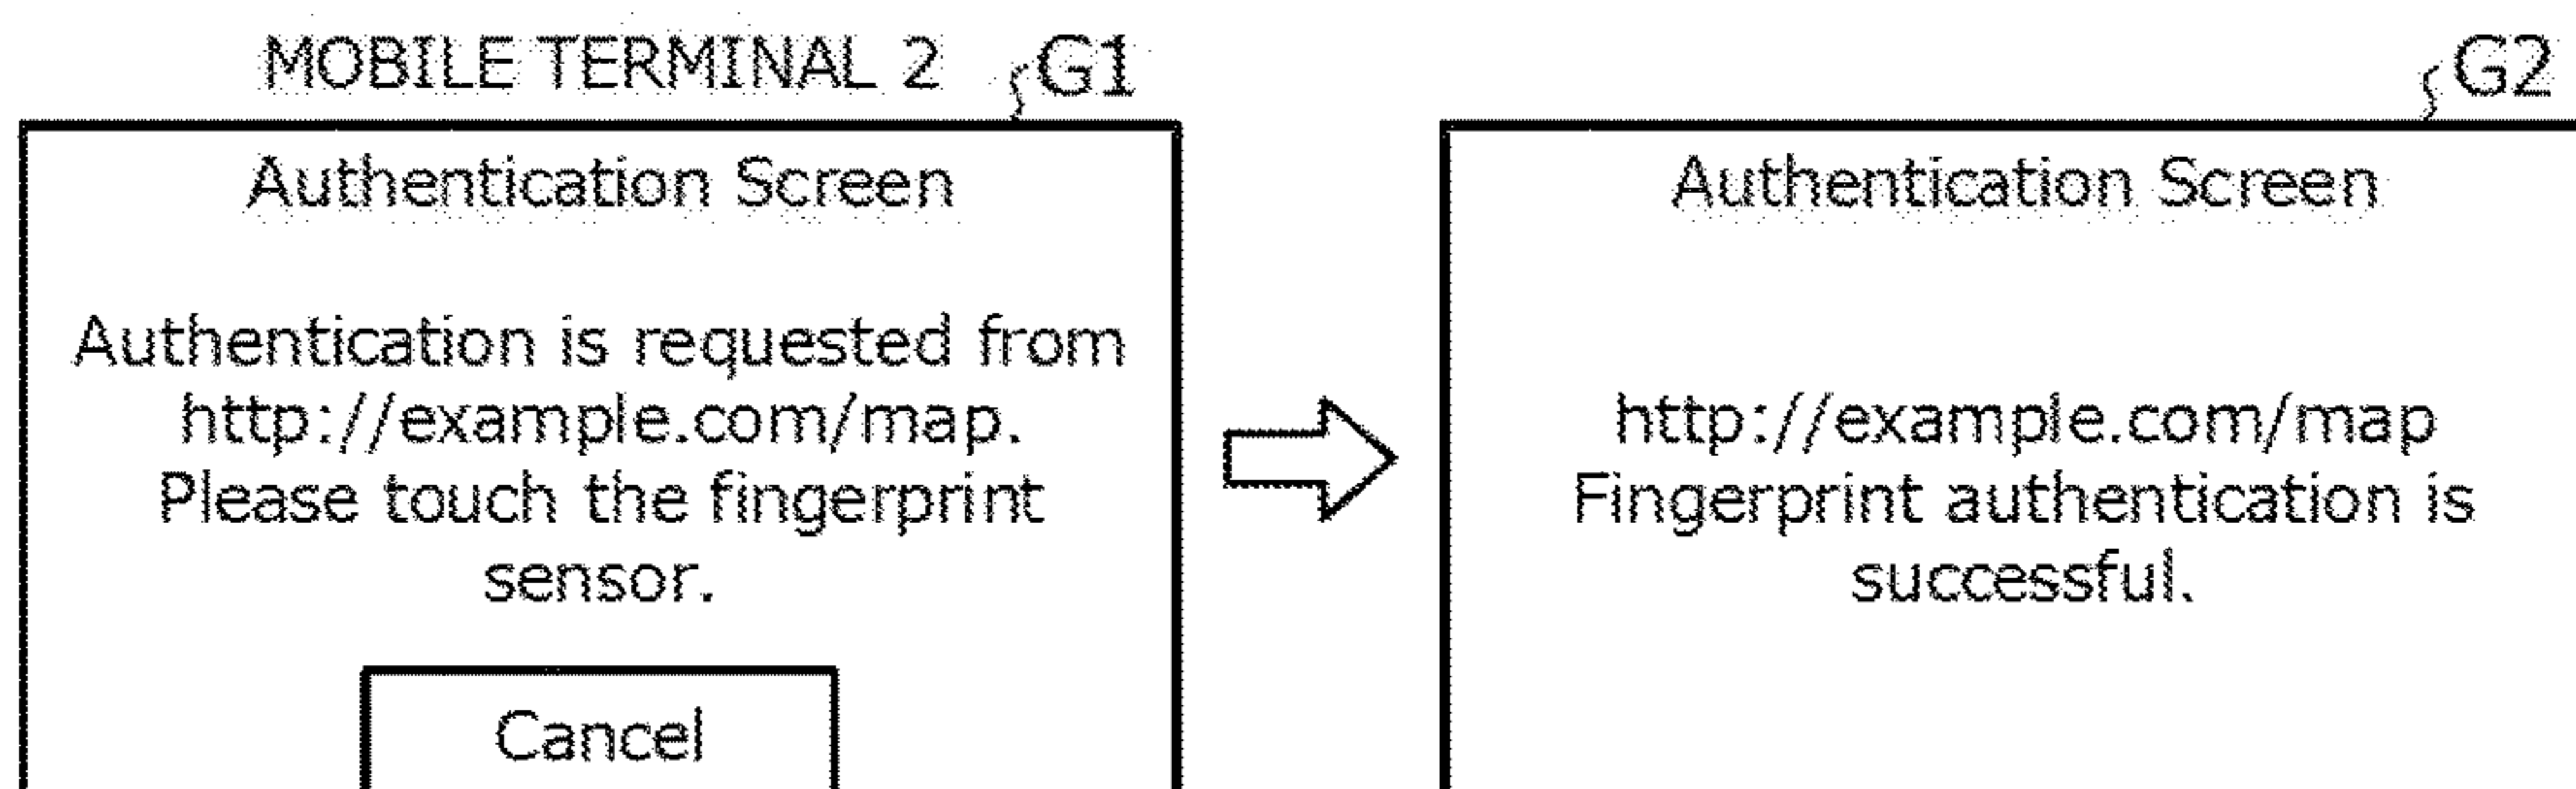 MOBILE TERMINAL 2 G1
Authentication Screen
Authentication is requested from
http://example.com/map.
Please touch the fingerprint
sensor.
Cancel
G2
Authentication Screen
http://example.com/map
Fingerprint authentication is
successful.